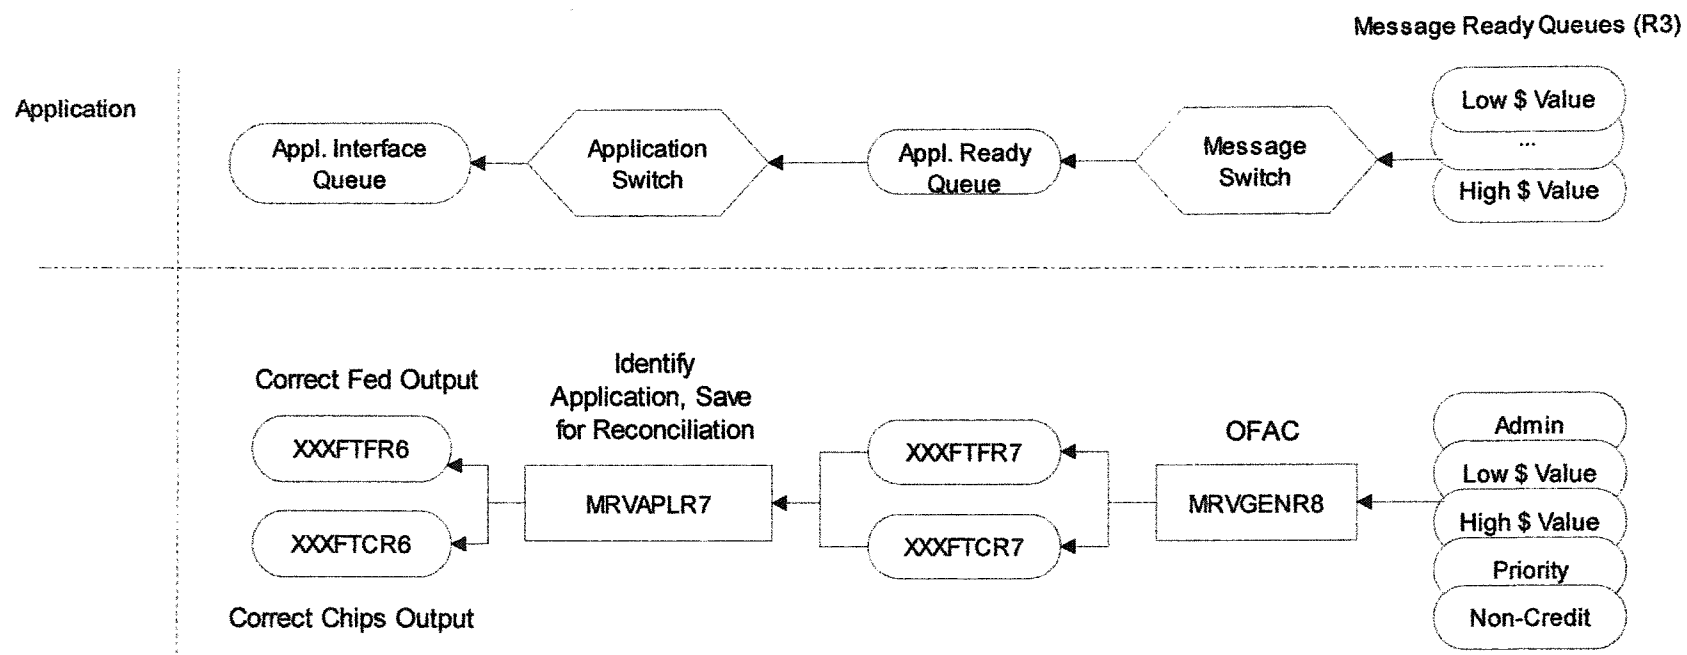 Message Ready Queues (R3)
Application
Appl. Interface
Queue
Application
Switch
Appl. Ready
Queue
Message
Switch
Low $ Value
...
High $ Value
Correct Fed Output
XXXFTFR6
XXXFTCR6
Correct Chips Output
Identify
Application, Save
for Reconciliation
MRVAPLR7
XXXFTFR7
XXXFTCR7
OFAC
MRVGENR8
Admin
Low $ Value
High $ Value
Priority
Non-Credit